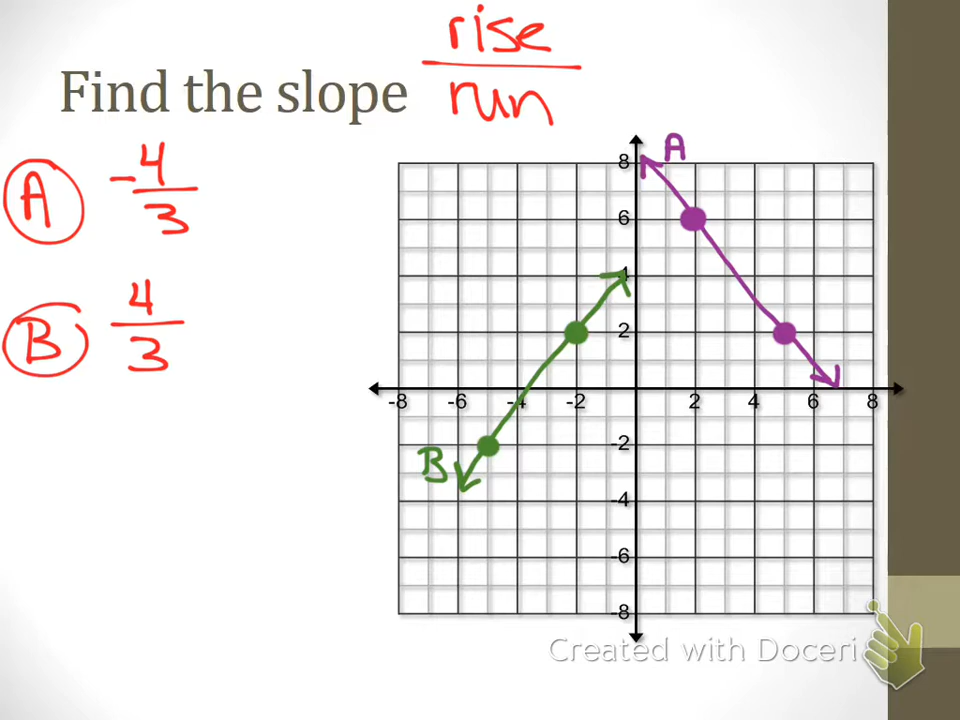 rise
Find the slope
run
A -4/3
B 4/3
A
8
6
4
2
-8 -6 -4 -2 2 4 6 8
-2
B
-4
-6
-8
Created with Doceri